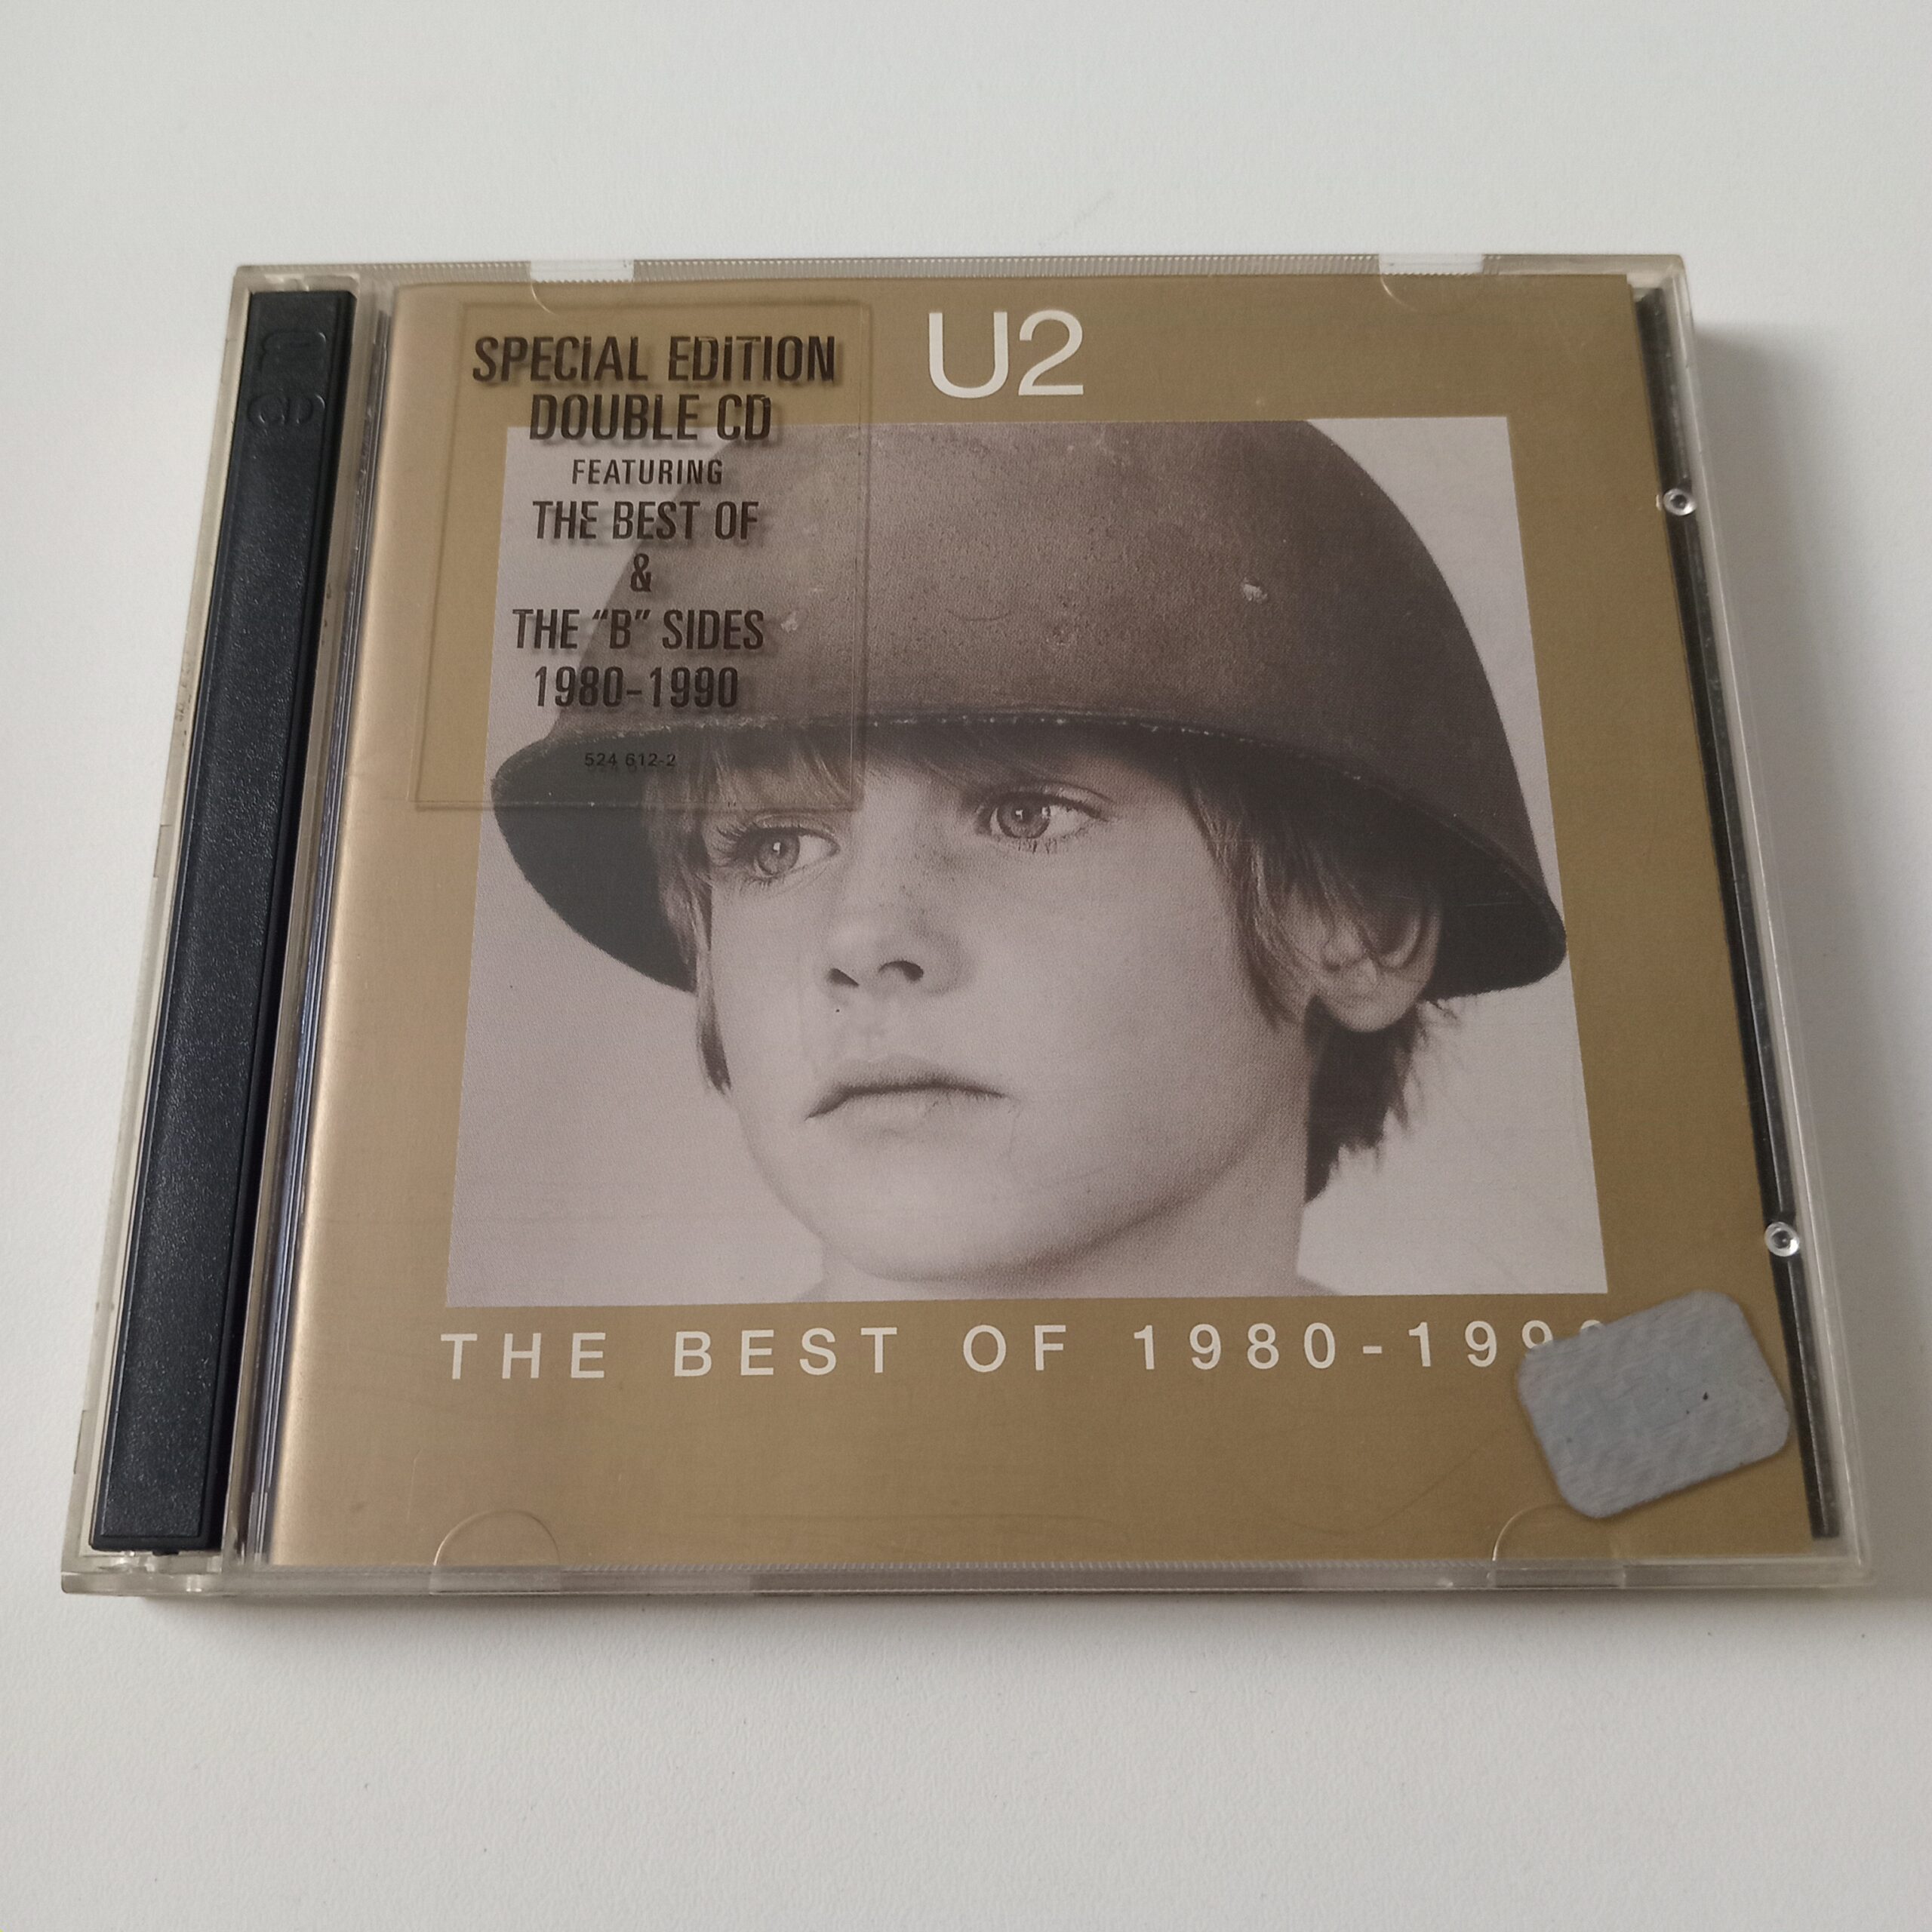 U2
SPECIAL EDITION
DOUBLE CD
FEATURING
THE BEST OF
&
THE "B" SIDES
1980-1990
524 612-2
THE BEST OF 1980-1990